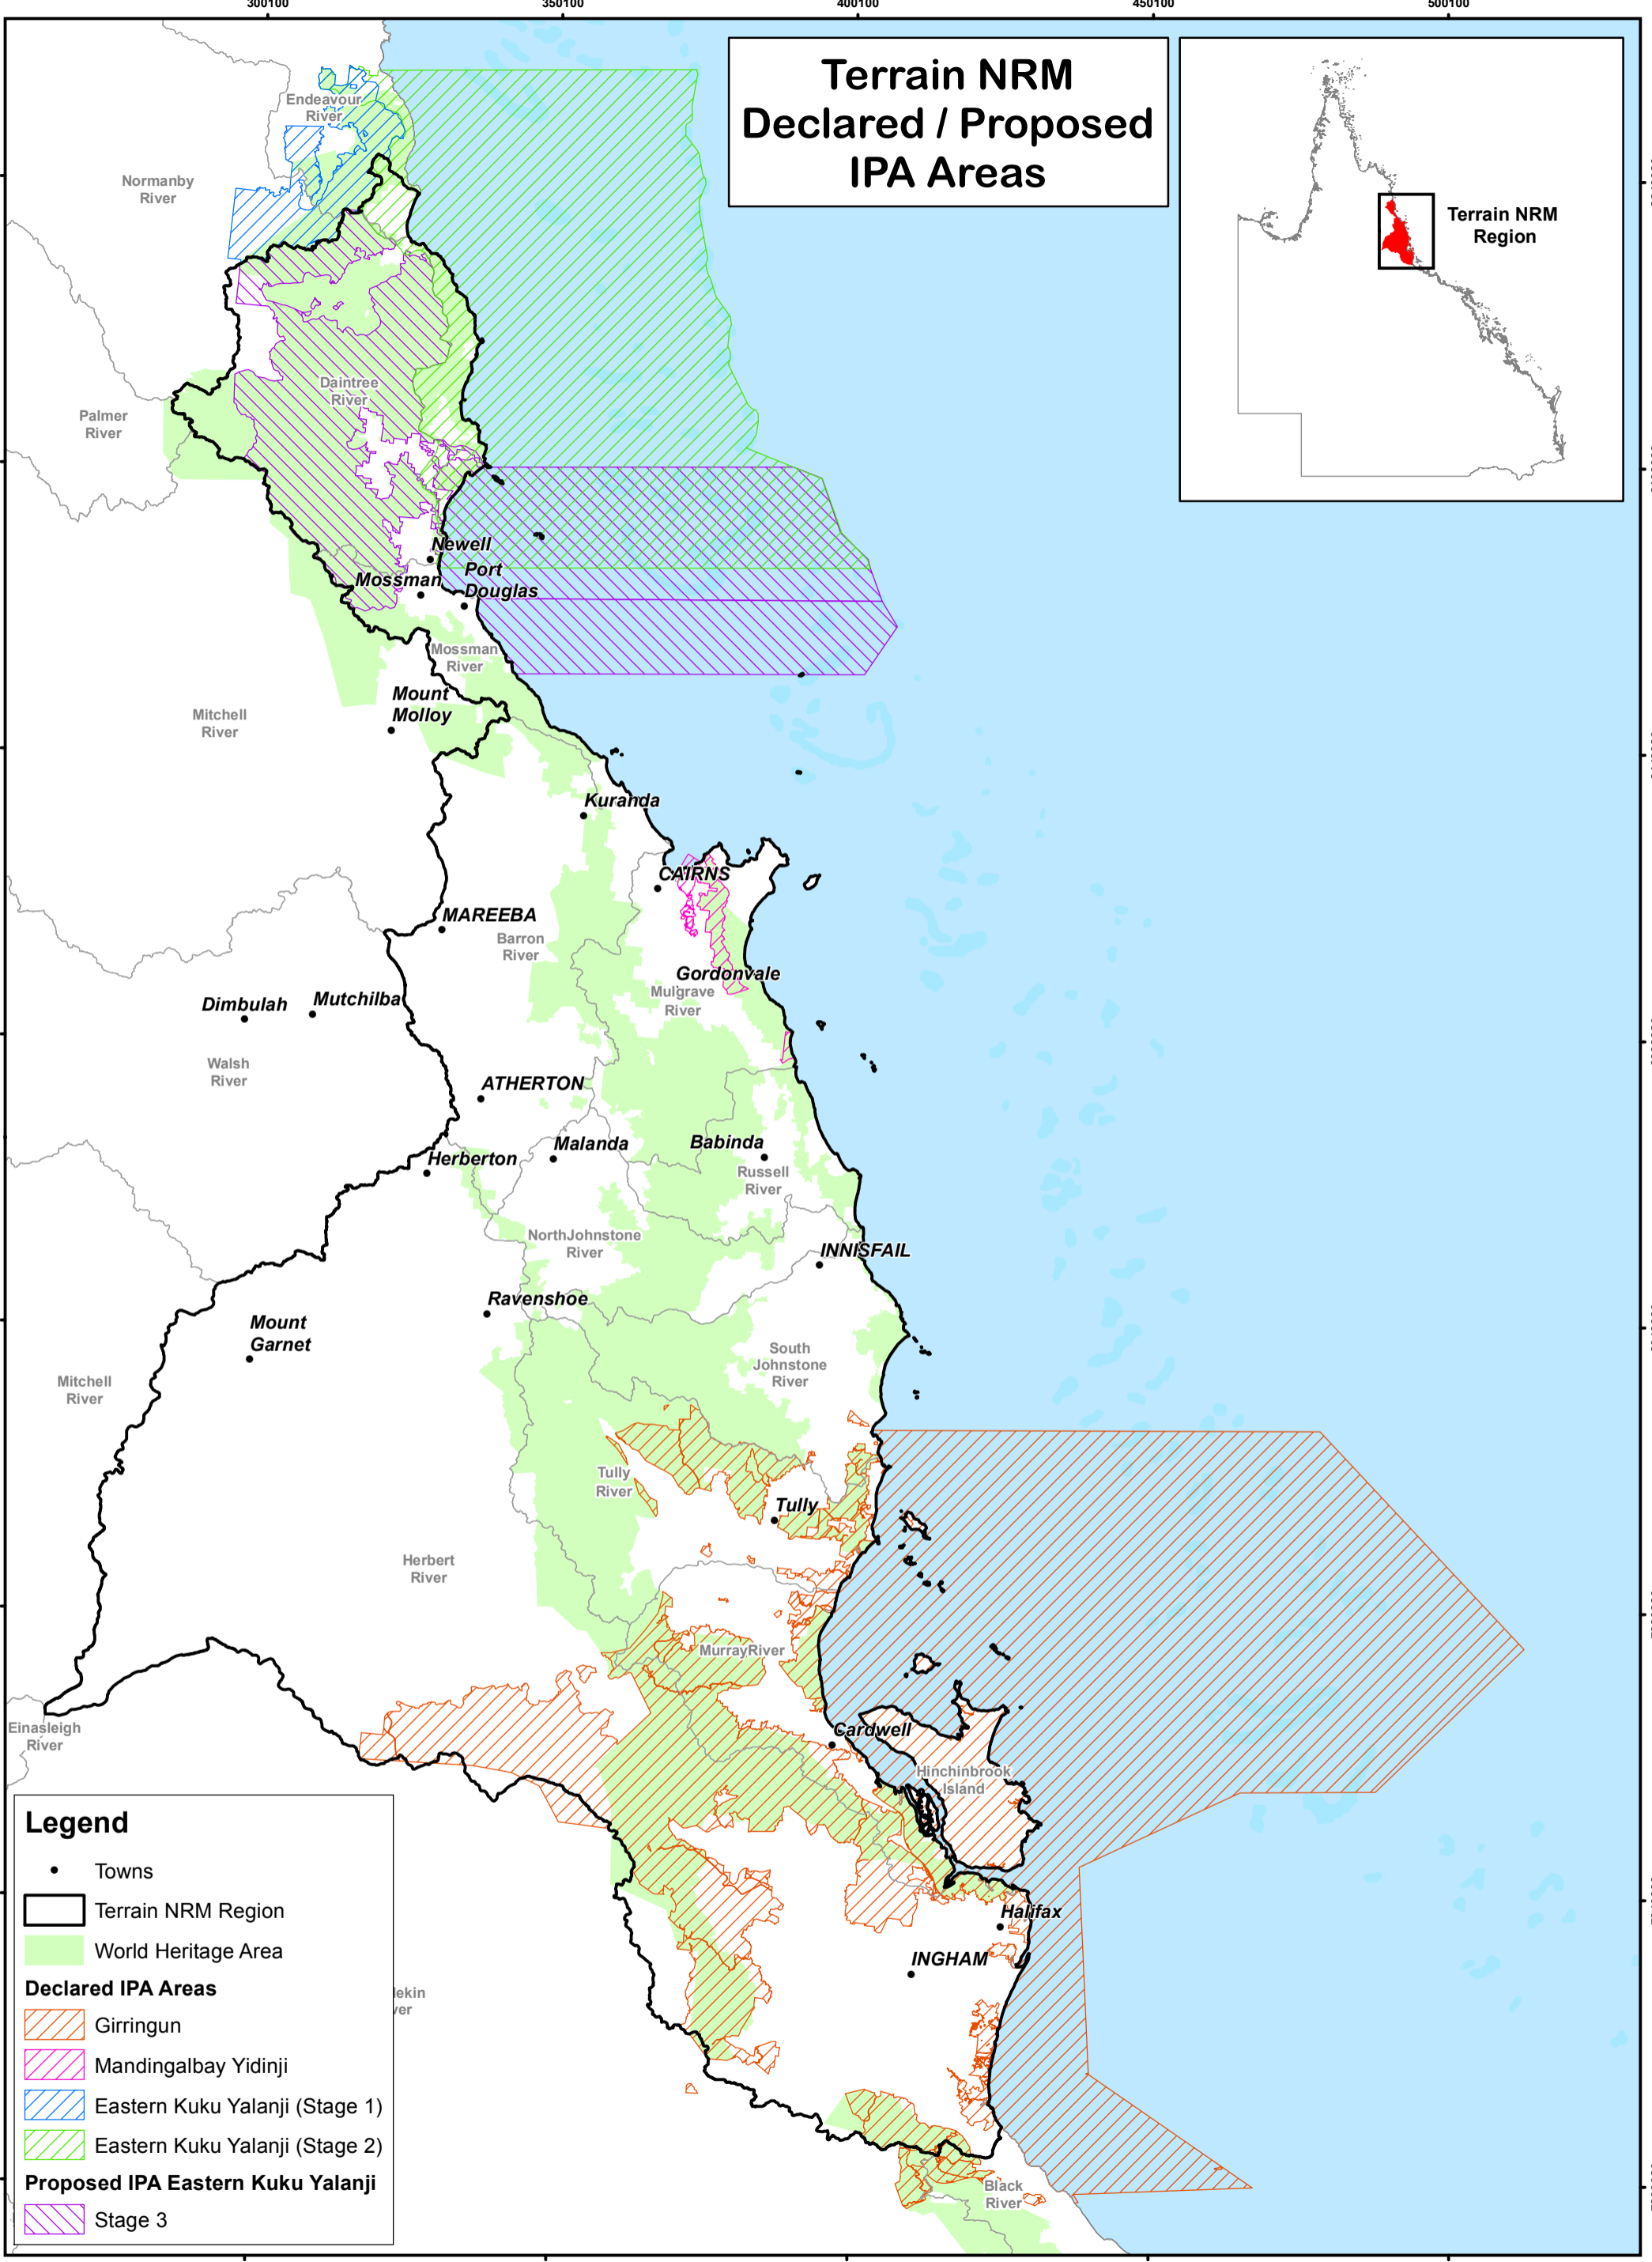 300100
350100
400100
450100
500100
Terrain NRM
Declared / Proposed
IPA Areas
Terrain NRM
Region
Endeavour
River
Normanby
River
Daintree
River
Palmer
River
Newell
Mossman
Port
Douglas
Mossman
River
Mount
Molloy
Mitchell
River
Kuranda
CAIRNS
MAREEBA
Barron
River
Gordonvale
Mulgrave
River
Dimbulah
Mutchilba
Walsh
River
ATHERTON
Malanda
Babinda
Herberton
Russell
River
NorthJohnstone
River
INNISFAIL
Ravenshoe
Mount
Garnet
South
Johnstone
River
Mitchell
River
Tully
River
Tully
Herbert
River
MurrayRiver
Einasleigh
River
Cardwell
Hinchinbrook
Island
Halifax
INGHAM
lekin
ver
Black
River
Legend
Towns
Terrain NRM Region
World Heritage Area
Declared IPA Areas
Girringun
Mandingalbay Yidinji
Eastern Kuku Yalanji (Stage 1)
Eastern Kuku Yalanji (Stage 2)
Proposed IPA Eastern Kuku Yalanji
Stage 3